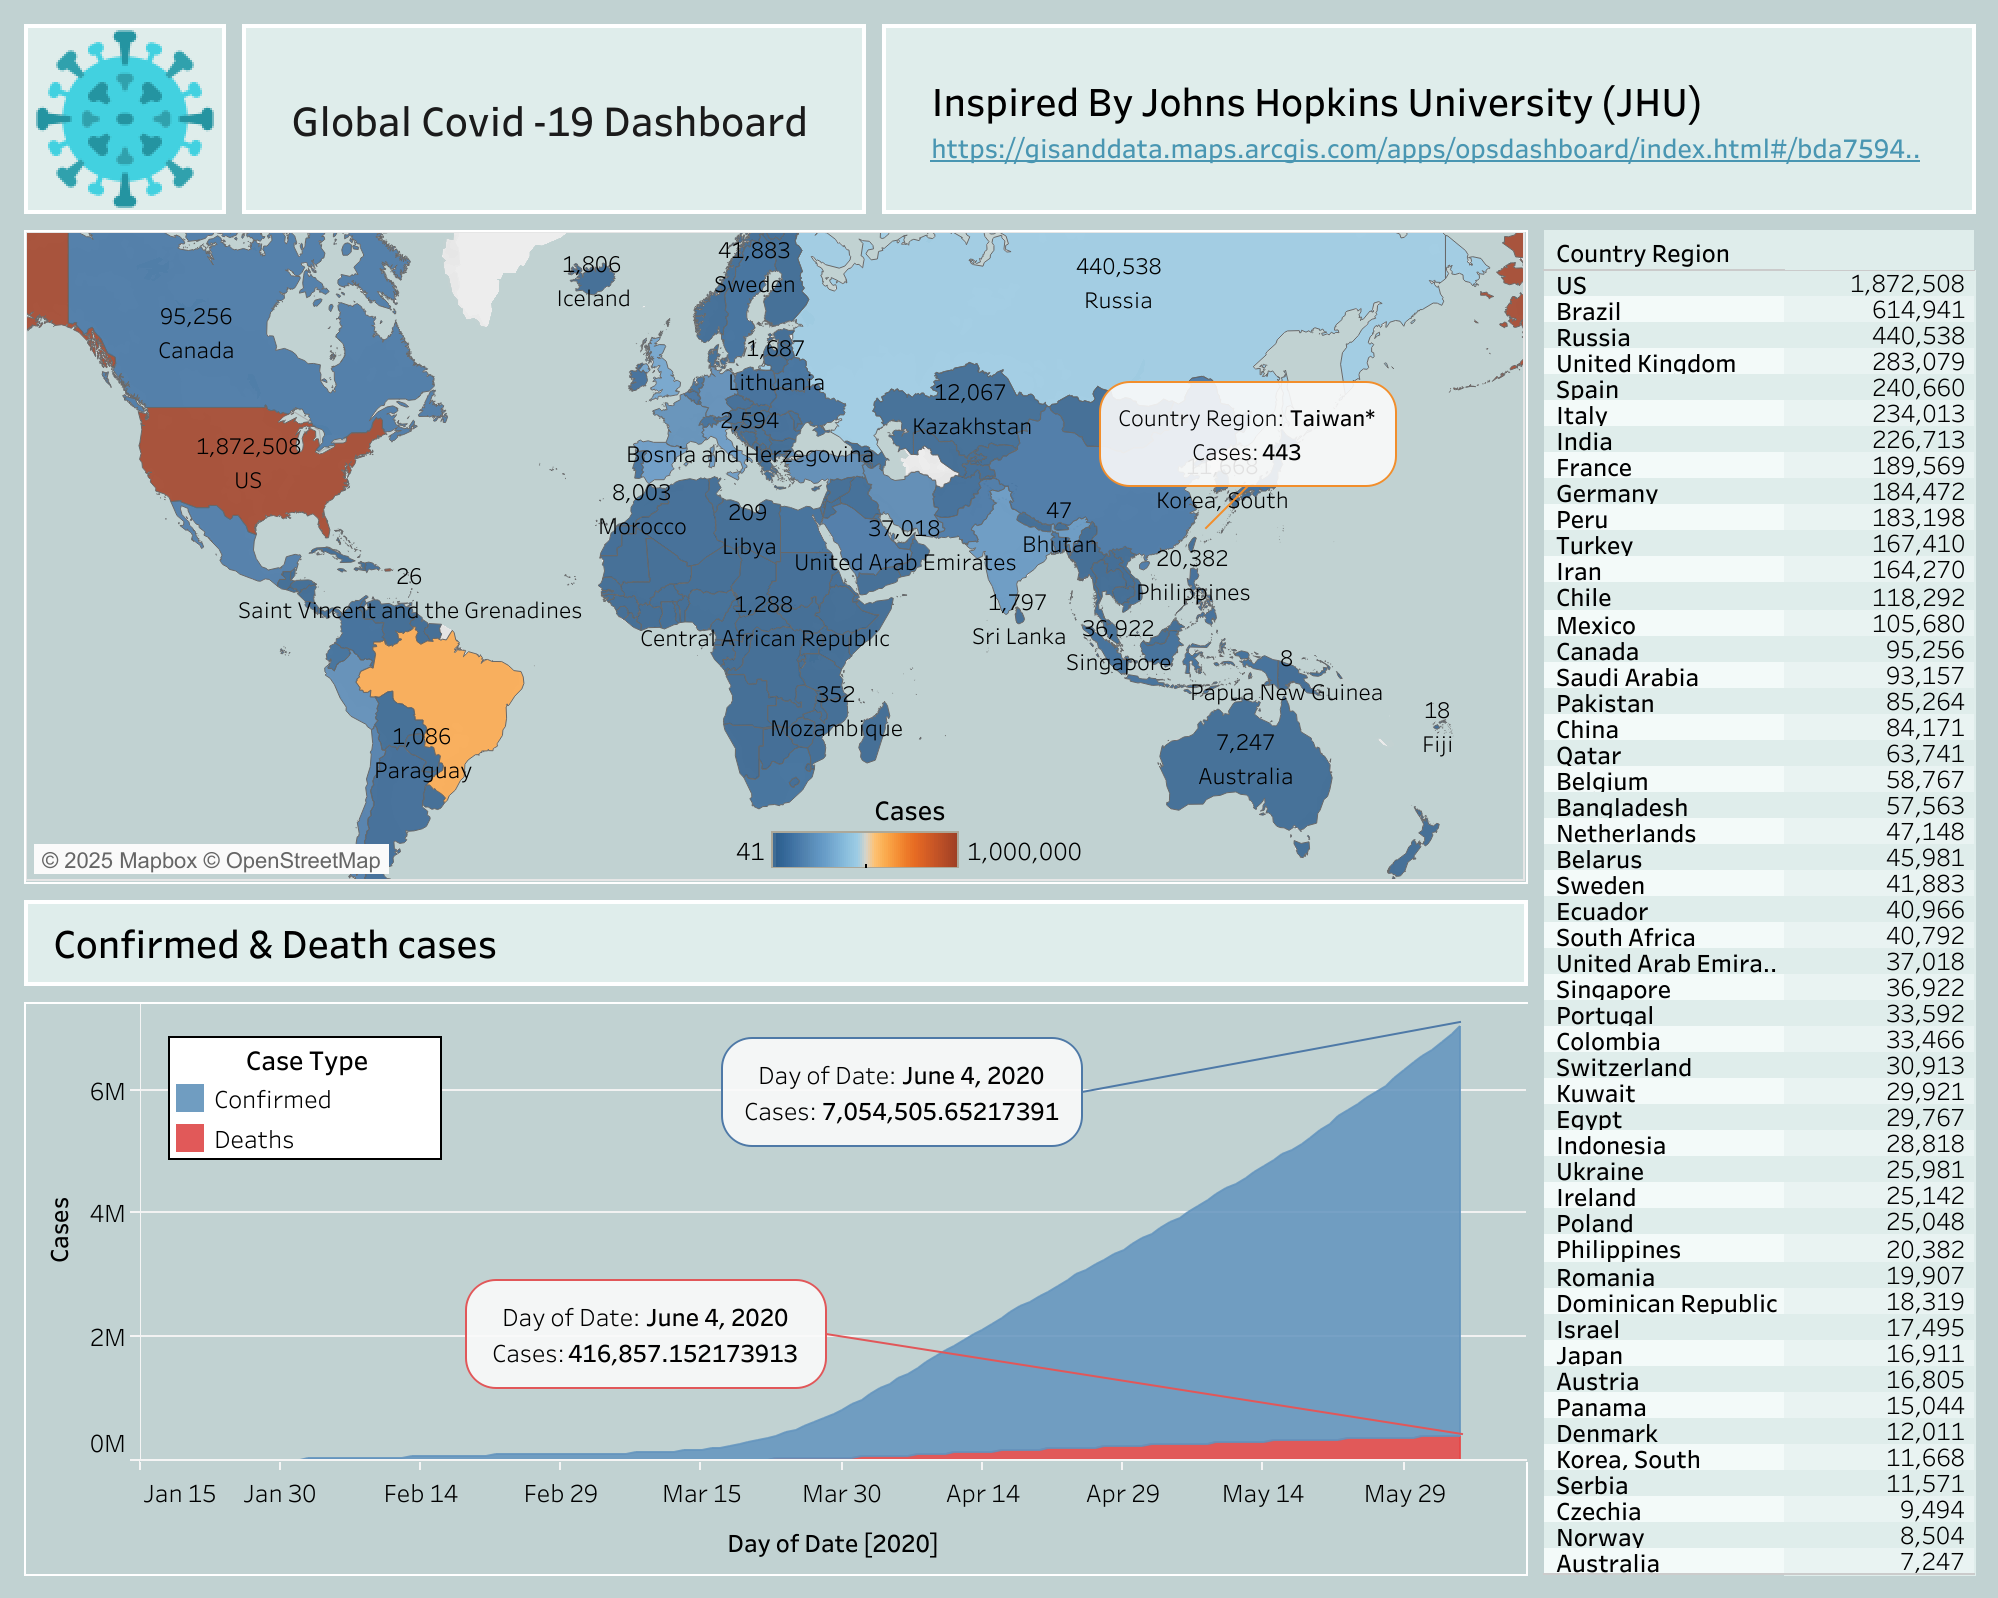 Global Covid -19 Dashboard
Inspired By Johns Hopkins University (JHU)
https://gisanddata.maps.arcgis.com/apps/opsdashboard/index.html#/bda7594..
95,256
Canada
1,872,508
US
1,806
Iceland
41,883
Sweden
440,538
Russia
1,687
Lithuania
12,067
Kazakhstan
2,594
Bosnia and Herzegovina
Country Region: Taiwan*
Cases: 443
11,668
Korea, South
8,003
Morocco
209
Libya
37,018
United Arab Emirates
47
Bhutan
20,382
Philippines
26
Saint Vincent and the Grenadines
1,288
Central African Republic
1,797
Sri Lanka
36,922
Singapore
8
Papua New Guinea
352
Mozambique
1,086
Paraguay
7,247
Australia
18
Fiji
Cases
41
1,000,000
© 2025 Mapbox © OpenStreetMap
Country Region
US 1,872,508
Brazil 614,941
Russia 440,538
United Kingdom 283,079
Spain 240,660
Italy 234,013
India 226,713
France 189,569
Germany 184,472
Peru 183,198
Turkey 167,410
Iran 164,270
Chile 118,292
Mexico 105,680
Canada 95,256
Saudi Arabia 93,157
Pakistan 85,264
China 84,171
Qatar 63,741
Belgium 58,767
Bangladesh 57,563
Netherlands 47,148
Belarus 45,981
Sweden 41,883
Ecuador 40,966
South Africa 40,792
United Arab Emira.. 37,018
Singapore 36,922
Portugal 33,592
Colombia 33,466
Switzerland 30,913
Kuwait 29,921
Egypt 29,767
Indonesia 28,818
Ukraine 25,981
Ireland 25,142
Poland 25,048
Philippines 20,382
Romania 19,907
Dominican Republic 18,319
Israel 17,495
Japan 16,911
Austria 16,805
Panama 15,044
Denmark 12,011
Korea, South 11,668
Serbia 11,571
Czechia 9,494
Norway 8,504
Australia 7,247
Confirmed & Death cases
Case Type
Confirmed
Deaths
Day of Date: June 4, 2020
Cases: 7,054,505.65217391
Day of Date: June 4, 2020
Cases: 416,857.152173913
Cases
6M
4M
2M
0M
Jan 15 Jan 30 Feb 14 Feb 29 Mar 15 Mar 30 Apr 14 Apr 29 May 14 May 29
Day of Date [2020]